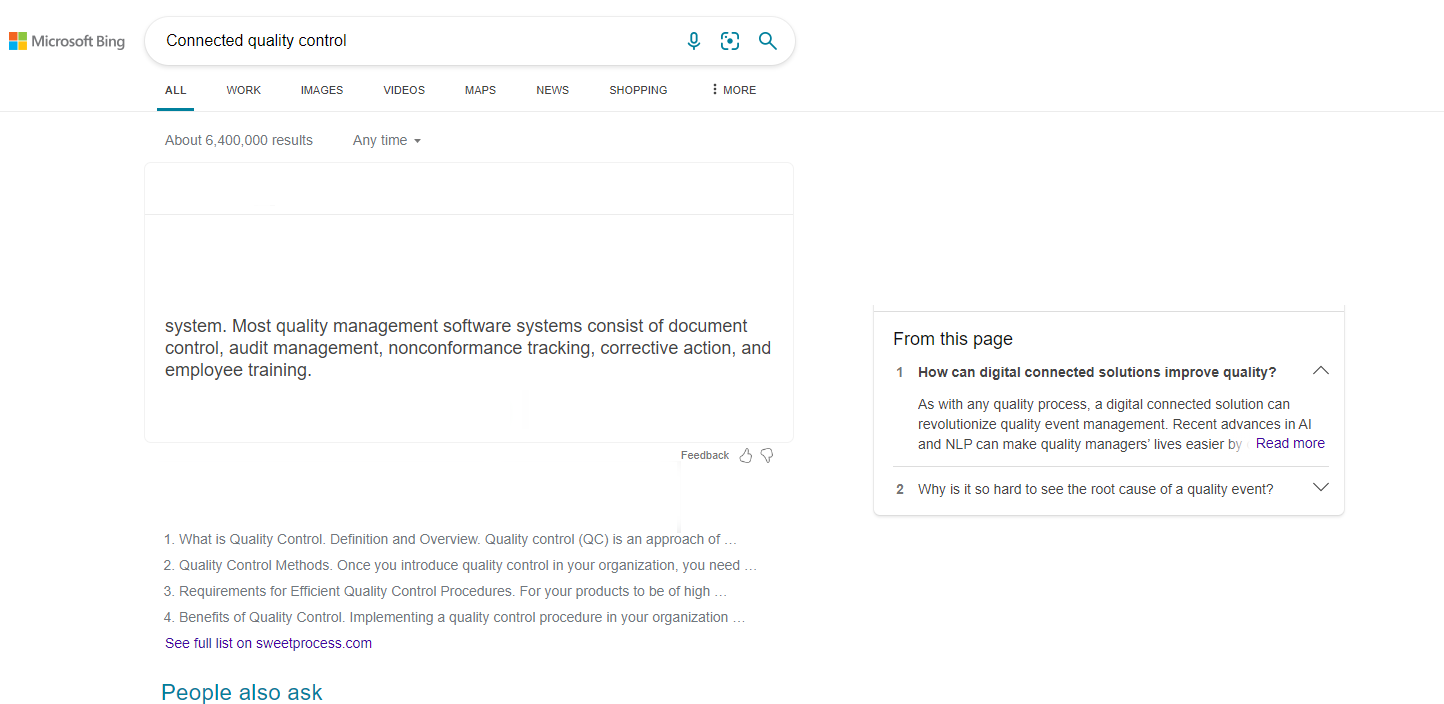 Microsoft Bing
Connected quality control
ALL WORK IMAGES VIDEOS MAPS NEWS SHOPPING MORE
About 6,400,000 results Any time
system. Most quality management software systems consist of document
control, audit management, nonconformance tracking, corrective action, and
employee training.
Feedback
1. What is Quality Control. Definition and Overview. Quality control (QC) is an approach of …
2. Quality Control Methods. Once you introduce quality control in your organization, you need …
3. Requirements for Efficient Quality Control Procedures. For your products to be of high …
4. Benefits of Quality Control. Implementing a quality control procedure in your organization …
See full list on sweetprocess.com
People also ask
From this page
1 How can digital connected solutions improve quality?
As with any quality process, a digital connected solution can
revolutionize quality event management. Recent advances in AI
and NLP can make quality managers’ lives easier by Read more
2 Why is it so hard to see the root cause of a quality event?